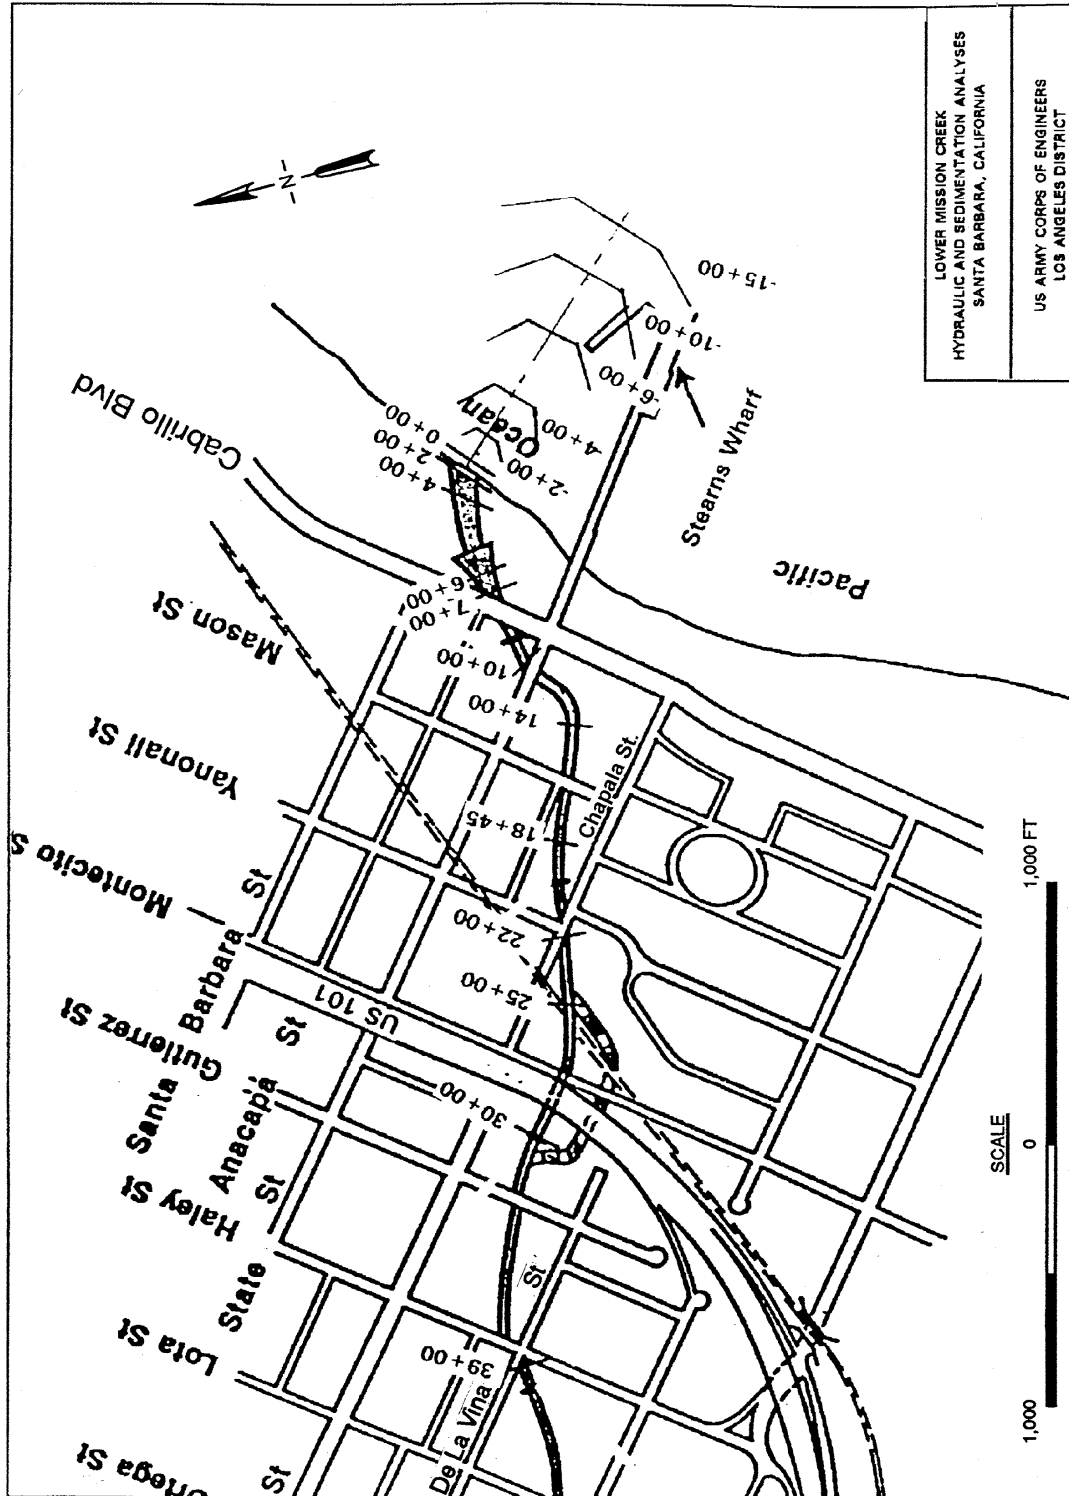 LOWER MISSION CREEK
HYDRAULIC AND SEDIMENTATION ANALYSES
SANTA BARBARA, CALIFORNIA
US ARMY CORPS OF ENGINEERS
LOS ANGELES DISTRICT
N
-15+00
-10+00
-6+00
-4+00
-2+00
0+00
2+00
4+00
6+00
7+00
10+00
14+00
18+45
22+00
25+00
30+00
39+00
Ocean
Pacific
Stearns Wharf
Cabrillo Blvd
Mason St
Yanonall St
Montecito S
Gutierrez St
Haley St
Lota St
rtega St
Santa Barbara St
Anacapa St
State St
St
Chapala St.
De La Vina St
US 101
SCALE
1,000 0 1,000 FT